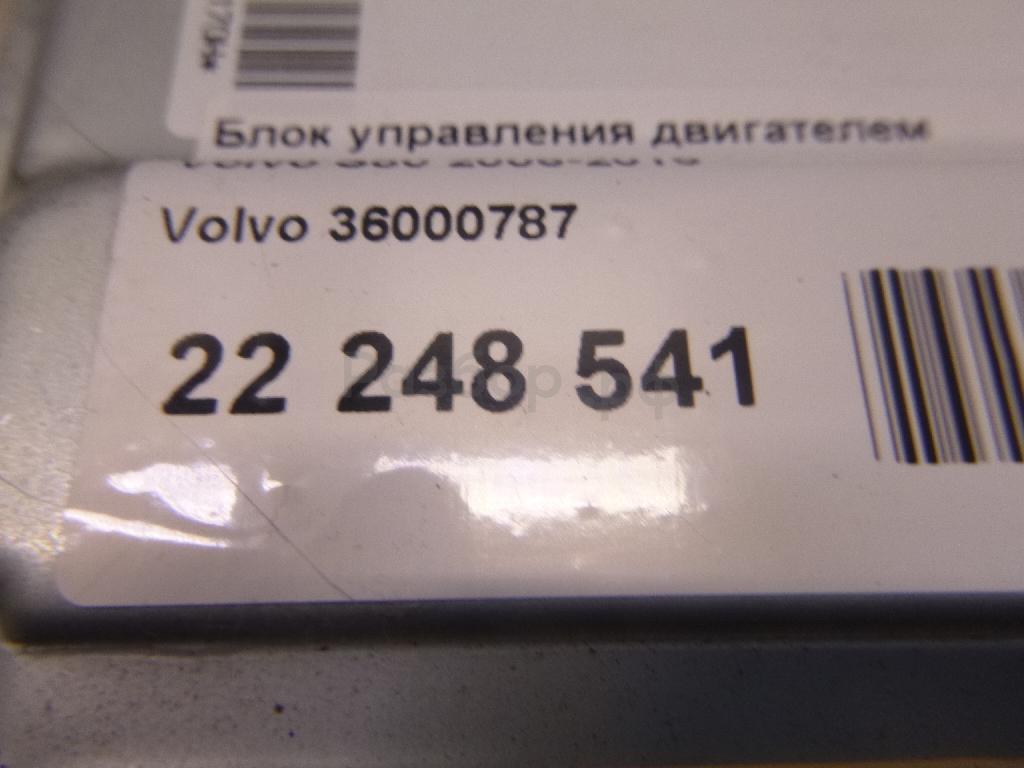 Блок управления двигателем
Volvo 36000787
22 248 541